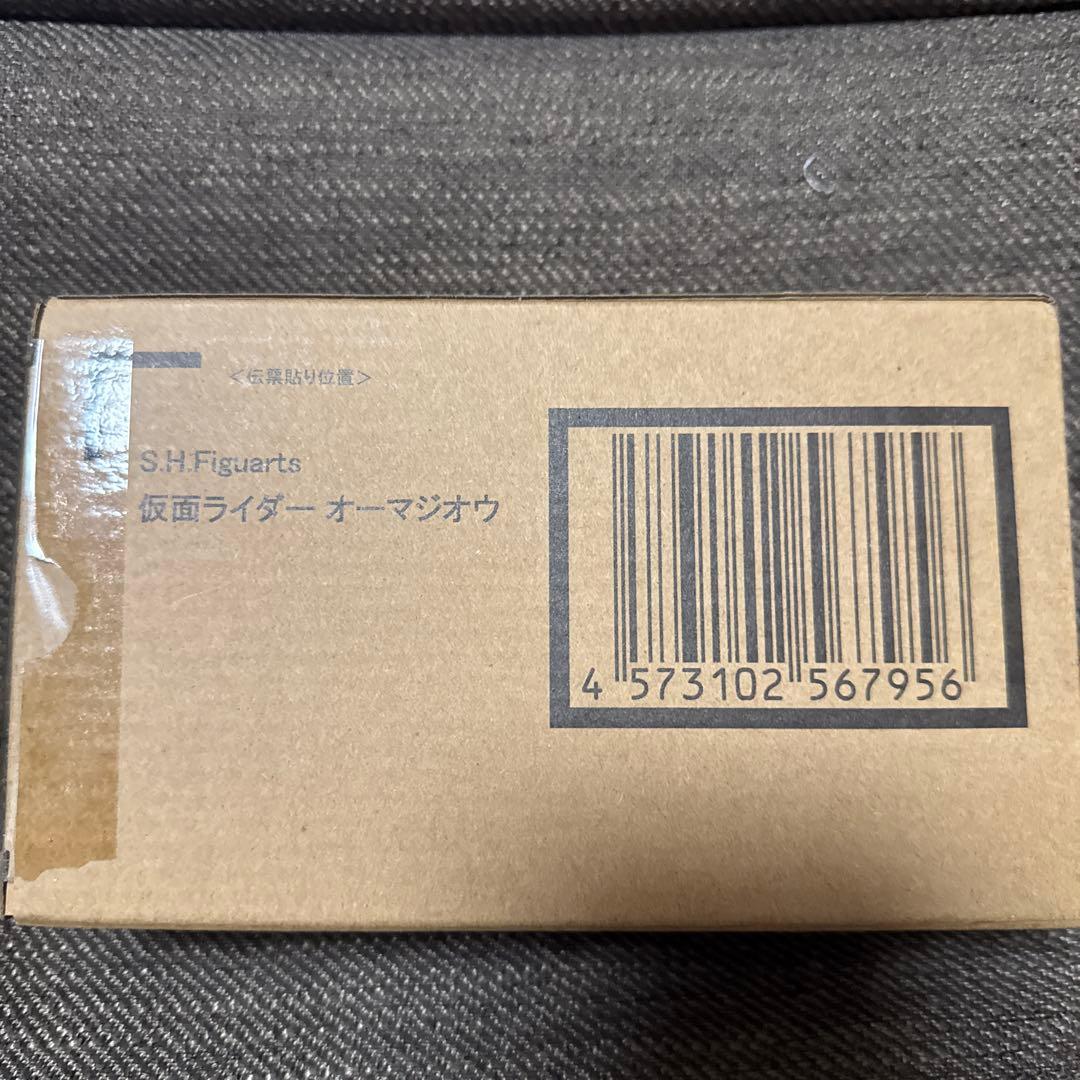 ＜伝票貼り位置＞
S.H.Figuarts
仮面ライダー オーマジオウ
4 573102 567956